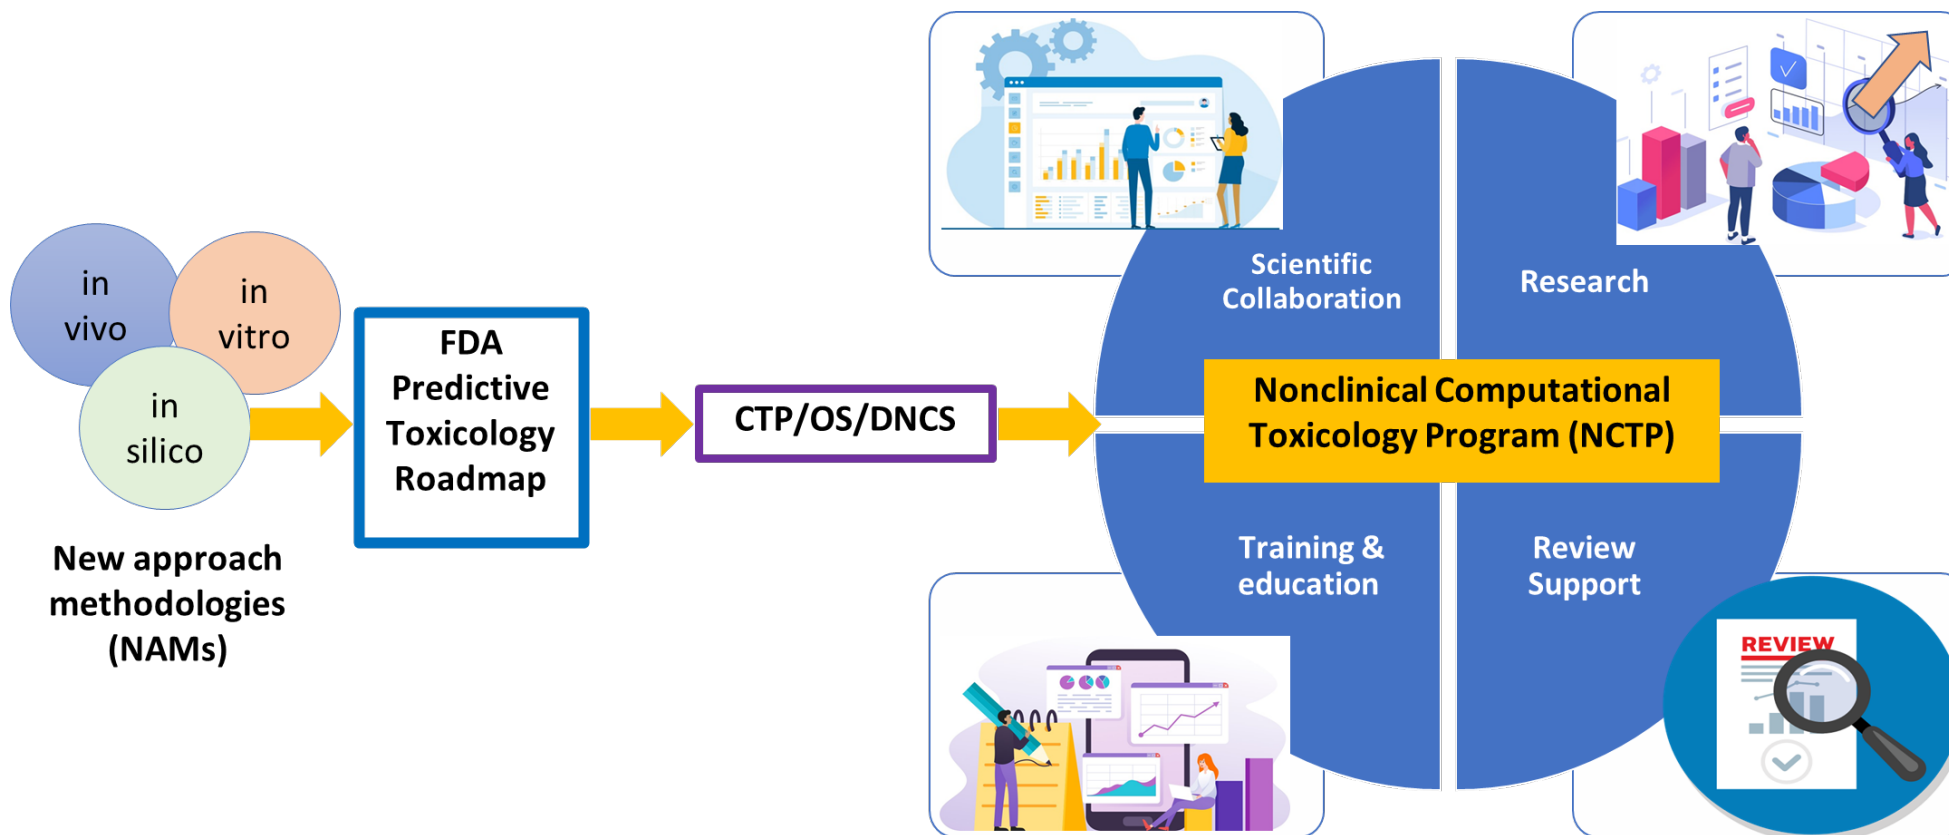 in
vivo
in
vitro
in
silico
New approach
methodologies
(NAMs)
FDA
Predictive
Toxicology
Roadmap
CTP/OS/DNCS
Scientific
Collaboration
Research
Nonclinical Computational
Toxicology Program (NCTP)
Training &
education
Review
Support
REVIEW